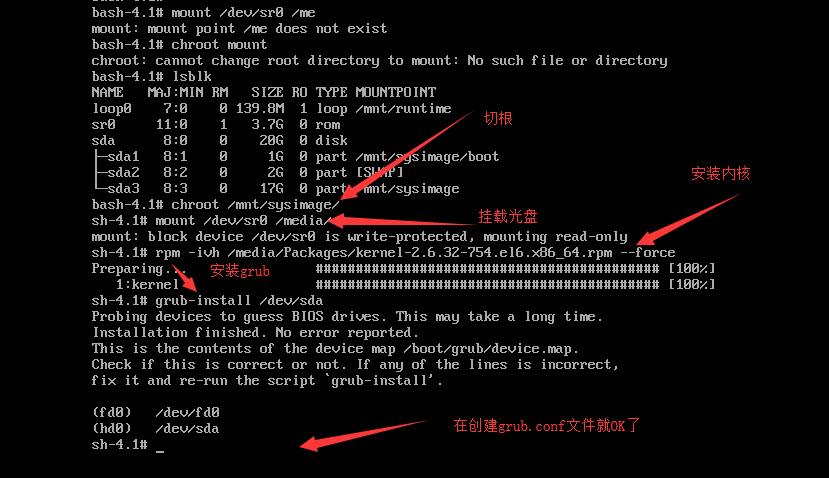 bash-4.1# mount /dev/sr0 /me
mount: mount point /me does not exist
bash-4.1# chroot mount
chroot: cannot change root directory to mount: No such file or directory
bash-4.1# lsblk
NAME   MAJ:MIN RM   SIZE RO TYPE MOUNTPOINT
loop0    7:0    0 139.8M  1 loop /mnt/runtime
sr0     11:0    1   3.7G  0 rom
切根
sda      8:0    0    20G  0 disk
├─sda1   8:1    0     1G  0 part /mnt/sysimage/boot
├─sda2   8:2    0     2G  0 part [SWAP]
安装内核
└─sda3   8:3    0    17G  0 part /mnt/sysimage
bash-4.1# chroot /mnt/sysimage/
sh-4.1# mount /dev/sr0 /media/
挂载光盘
mount: block device /dev/sr0 is write-protected, mounting read-only
sh-4.1# rpm -ivh /media/Packages/kernel-2.6.32-754.el6.x86_64.rpm --force
Preparing...                ########################################### [100%]
安装grub
   1:kernel                 ########################################### [100%]
sh-4.1# grub-install /dev/sda
Probing devices to guess BIOS drives. This may take a long time.
Installation finished. No error reported.
This is the contents of the device map /boot/grub/device.map.
Check if this is correct or not. If any of the lines is incorrect,
fix it and re-run the script `grub-install'.
(fd0)   /dev/fd0
(hd0)   /dev/sda
在创建grub.conf文件就OK了
sh-4.1# _